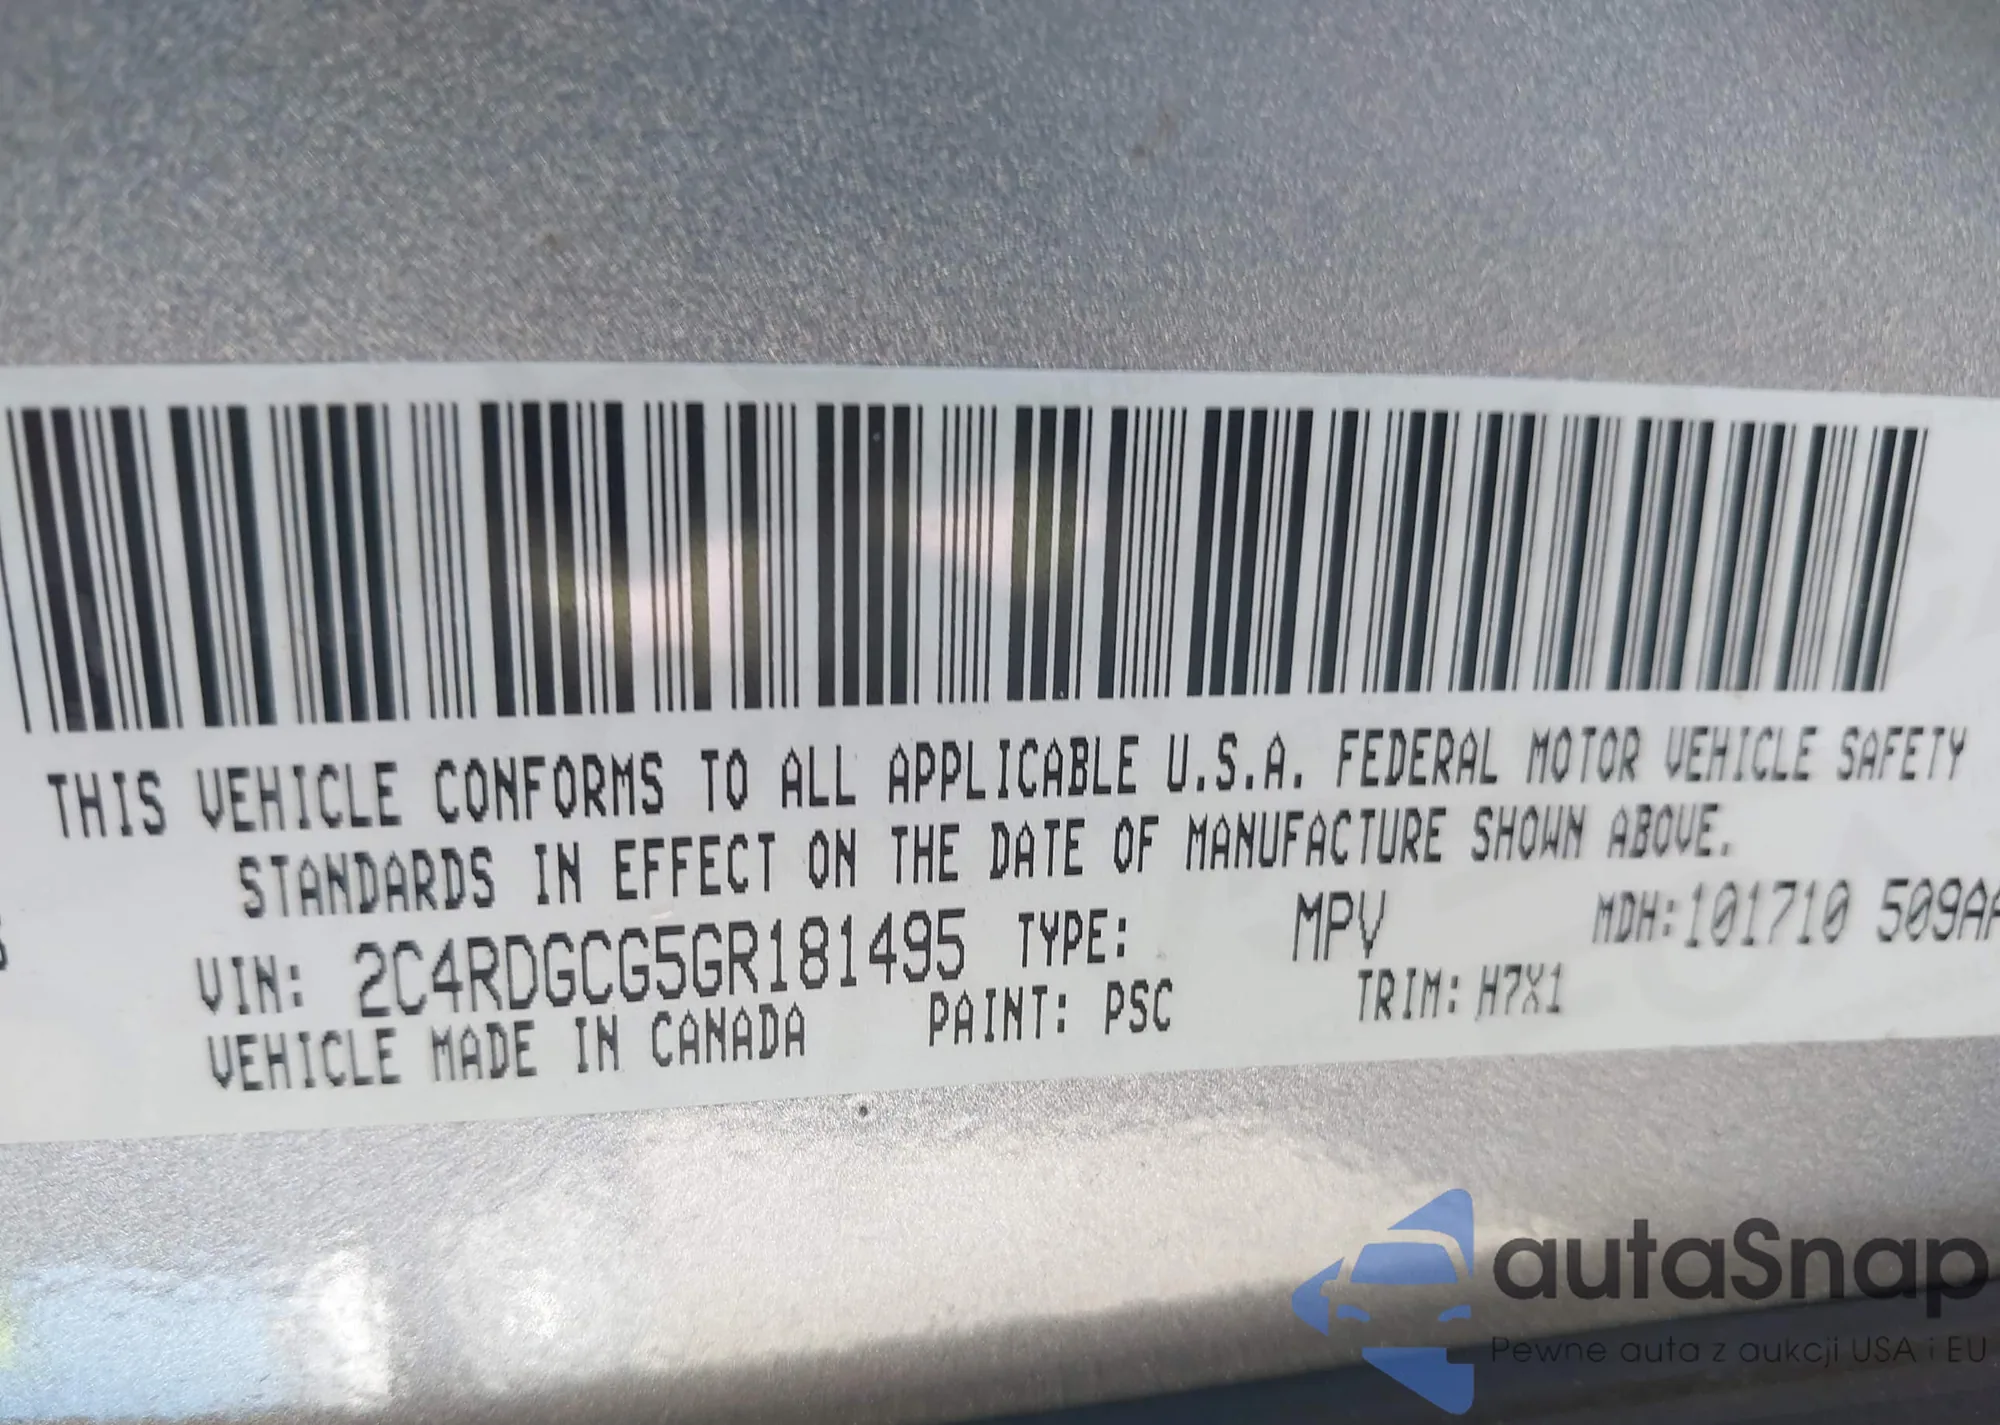 THIS VEHICLE CONFORMS TO ALL APPLICABLE U.S.A. FEDERAL MOTOR VEHICLE SAFETY
STANDARDS IN EFFECT ON THE DATE OF MANUFACTURE SHOWN ABOVE.
VIN: 2C4RDGCG5GR181495 TYPE: MPV MDH:101710 509AA
VEHICLE MADE IN CANADA PAINT: PSC TRIM: H7X1
autaSnap
Pewne auta z aukcji USA i EU